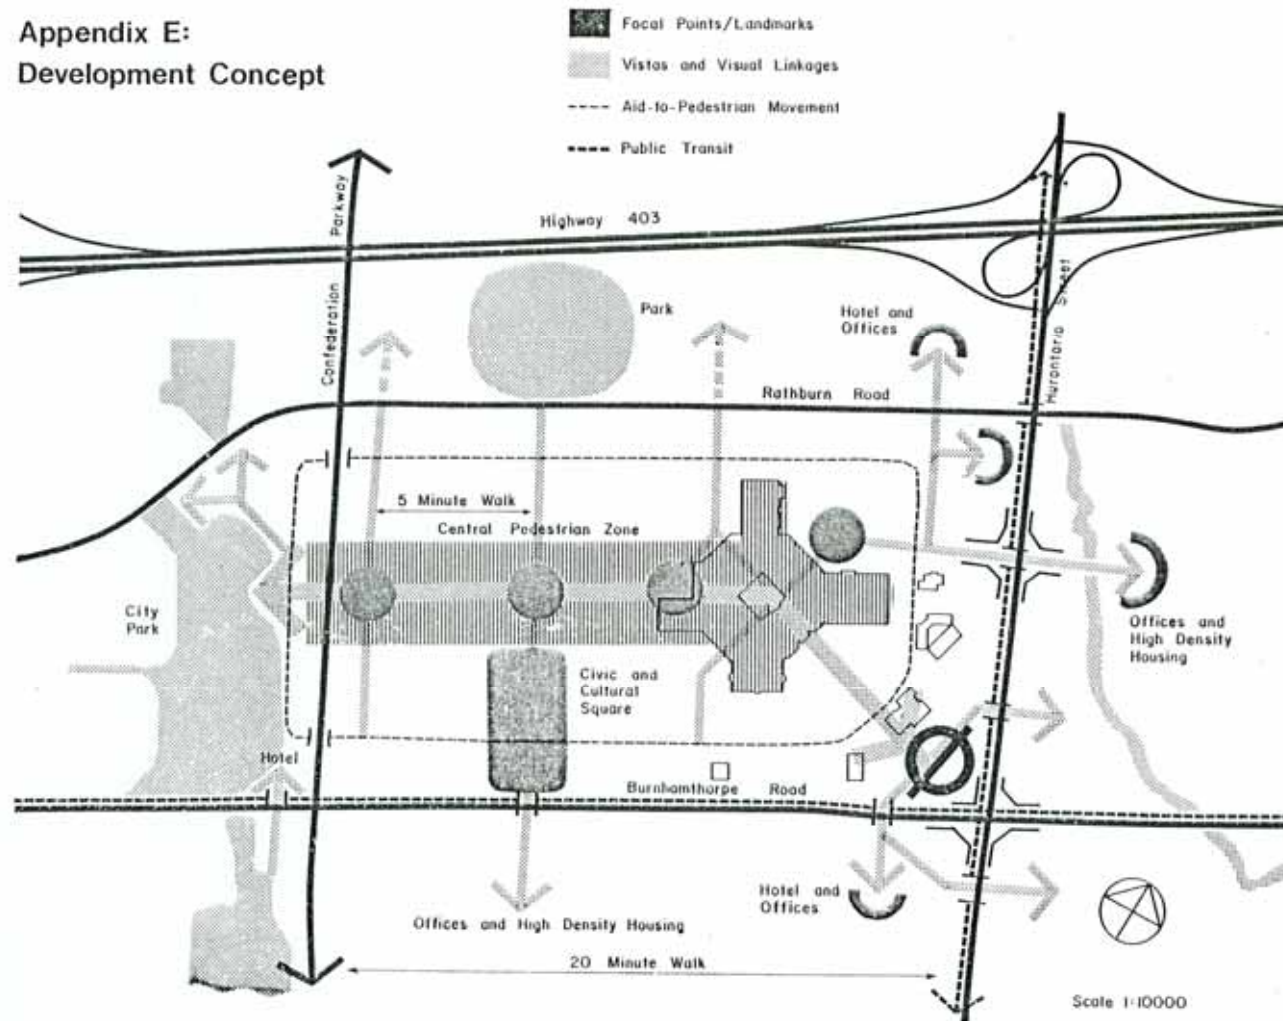 Appendix E:
Development Concept
Focal Points/Landmarks
Vistas and Visual Linkages
Aid-to-Pedestrian Movement
Public Transit
Confederation Parkway
Highway 403
Hurontario Street
Park
Hotel and
Offices
Rathburn Road
5 Minute Walk
Central Pedestrian Zone
City
Park
Civic and
Cultural
Square
Offices and
High Density
Housing
Hotel
Burnhamthorpe Road
Hotel and
Offices
Offices and High Density Housing
20 Minute Walk
Scale 1:10000